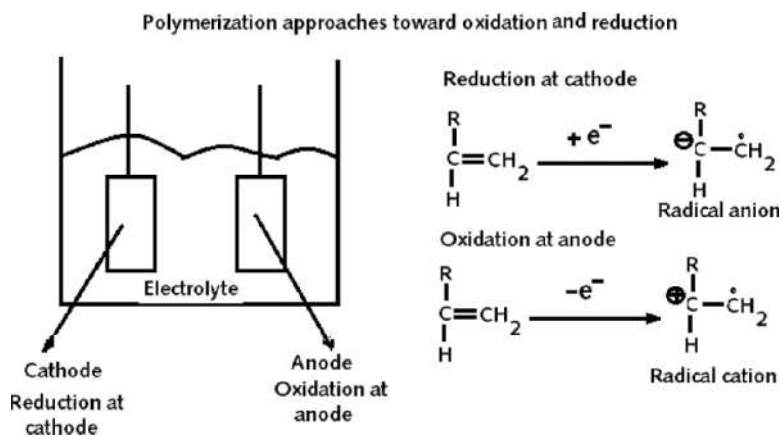 Polymerization approaches toward oxidation and reduction
Electrolyte
Cathode
Reduction at
cathode
Anode
Oxidation at
anode
Reduction at cathode
R
C=CH2
H
+ e−
R
⊖C–ĊH2
H
Radical anion
Oxidation at anode
R
C=CH2
H
−e−
R
⊕C–ĊH2
H
Radical cation